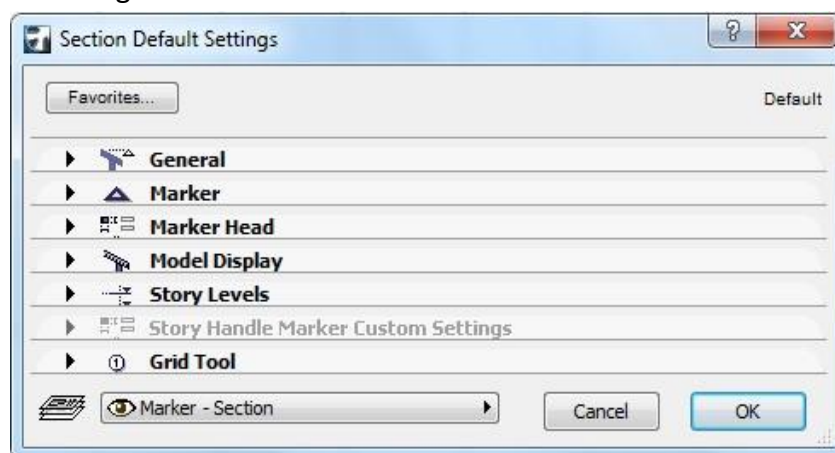 Section Default Settings
?
X
Favorites...
Default
General
Marker
Marker Head
Model Display
Story Levels
Story Handle Marker Custom Settings
1 Grid Tool
Marker - Section
Cancel
OK